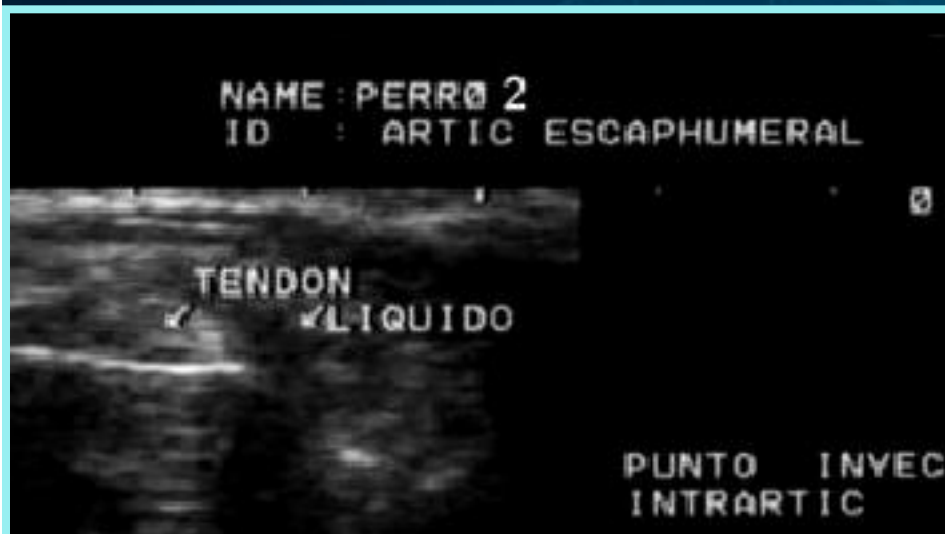 NAME : PERRØ 2
ID : ARTIC ESCAPHUMERAL
Ø
TENDON
LIQUIDO
PUNTO INYEC
INTRARTIC